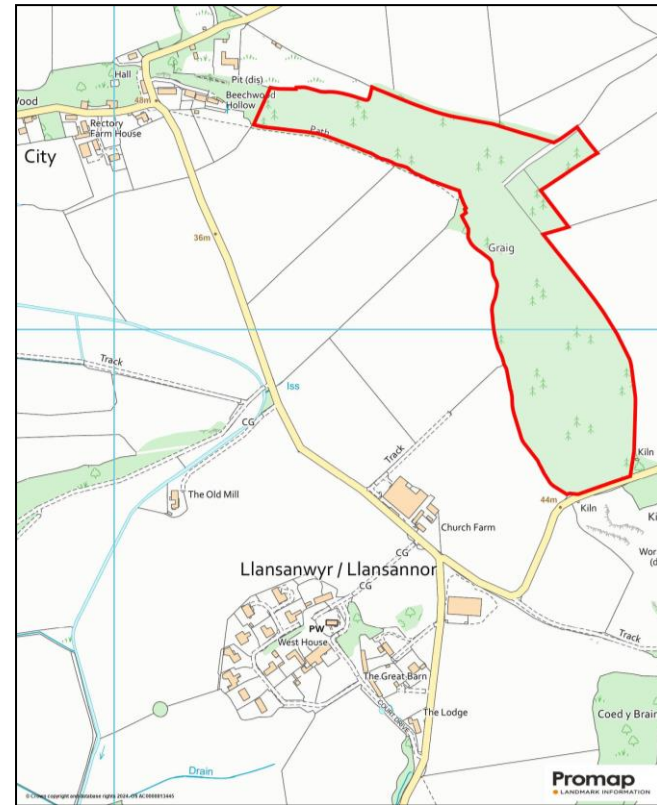 Hall
Pit (dis)
Beechwood
Hollow
48m
Rectory
Farm House
City
Path
36m
Graig
Track
Iss
CG
The Old Mill
Track
Kiln
44m
Kiln
Church Farm
CG
Llansanwyr / Llansannor
CG
PW
West House
Track
The Great Barn
COURT DRIVE
The Lodge
Coed y Brain
Drain
Promap
LANDMARK INFORMATION